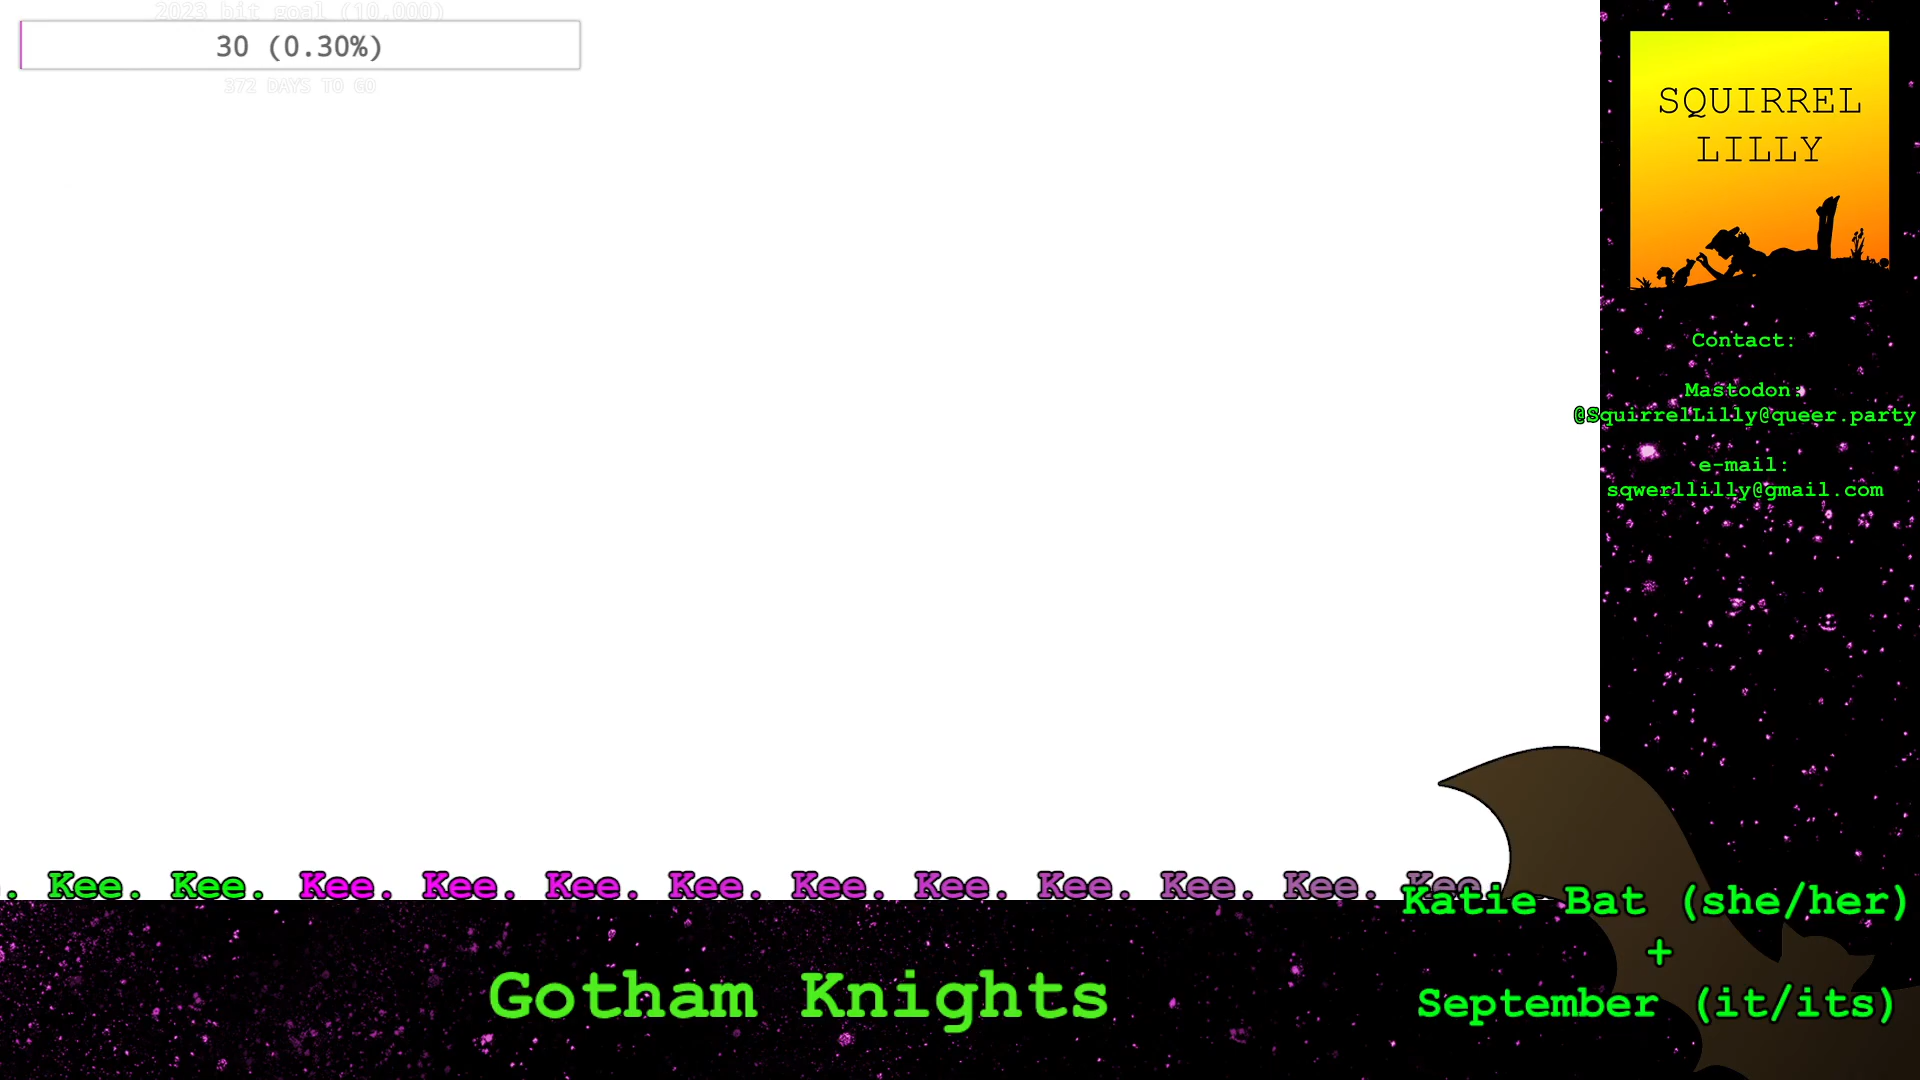 2023 bit goal (10,000)
30 (0.30%)
372 DAYS TO GO
SQUIRREL
LILLY
Contact:
Mastodon:
@SquirrelLilly@queer.party
e-mail:
sqwerllilly@gmail.com
. Kee. Kee. Kee. Kee. Kee. Kee. Kee. Kee. Kee. Kee. Kee. Kee.
Katie Bat (she/her)
+
September (it/its)
Gotham Knights